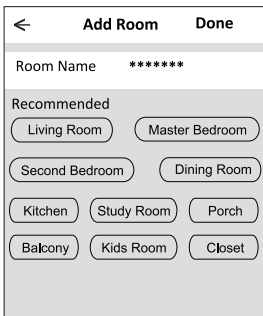 Add Room Done
Room Name *******
Recommended
Living Room Master Bedroom
Second Bedroom Dining Room
Kitchen Study Room Porch
Balcony Kids Room Closet